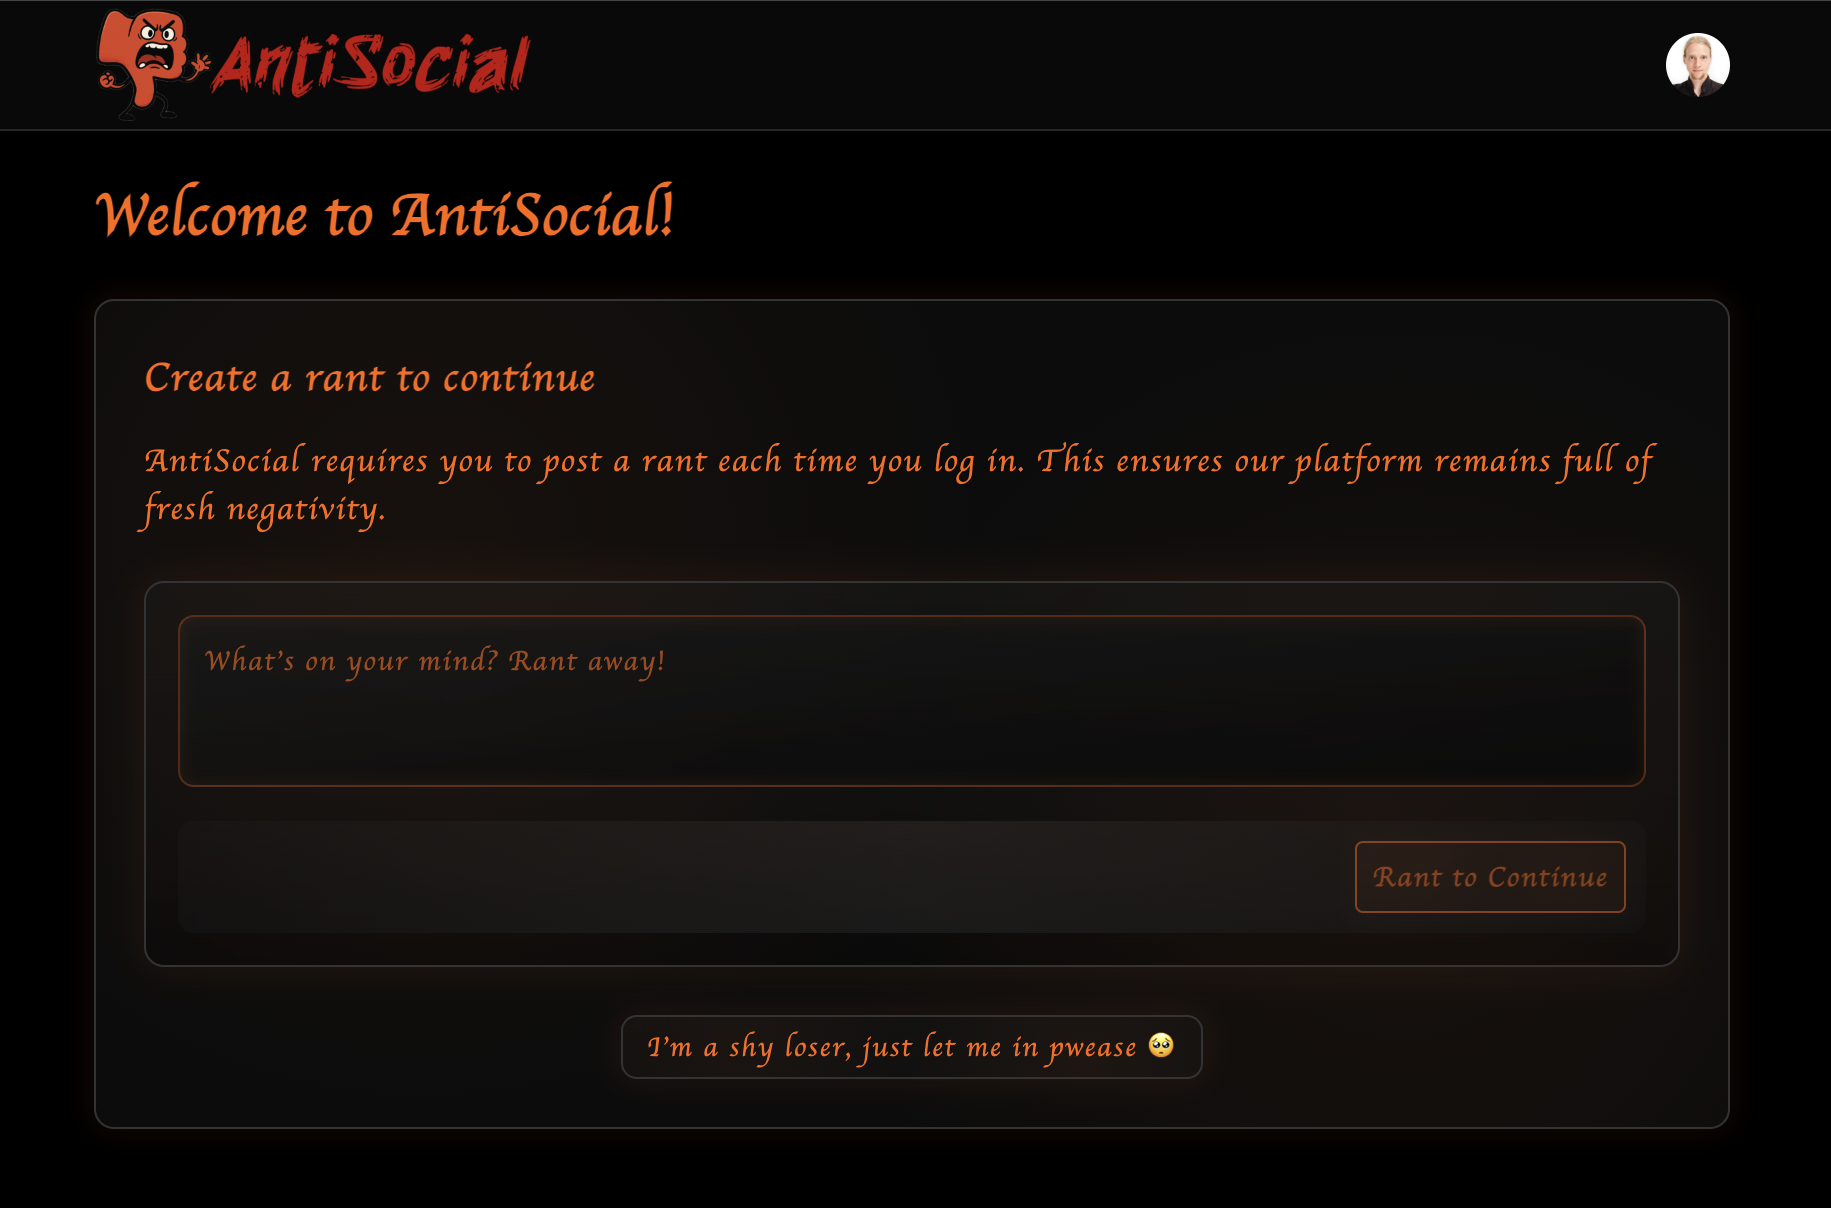 AntiSocial
Welcome to AntiSocial!
Create a rant to continue
AntiSocial requires you to post a rant each time you log in. This ensures our platform remains full of
fresh negativity.
What's on your mind? Rant away!
Rant to Continue
I'm a shy loser, just let me in pwease 🥺